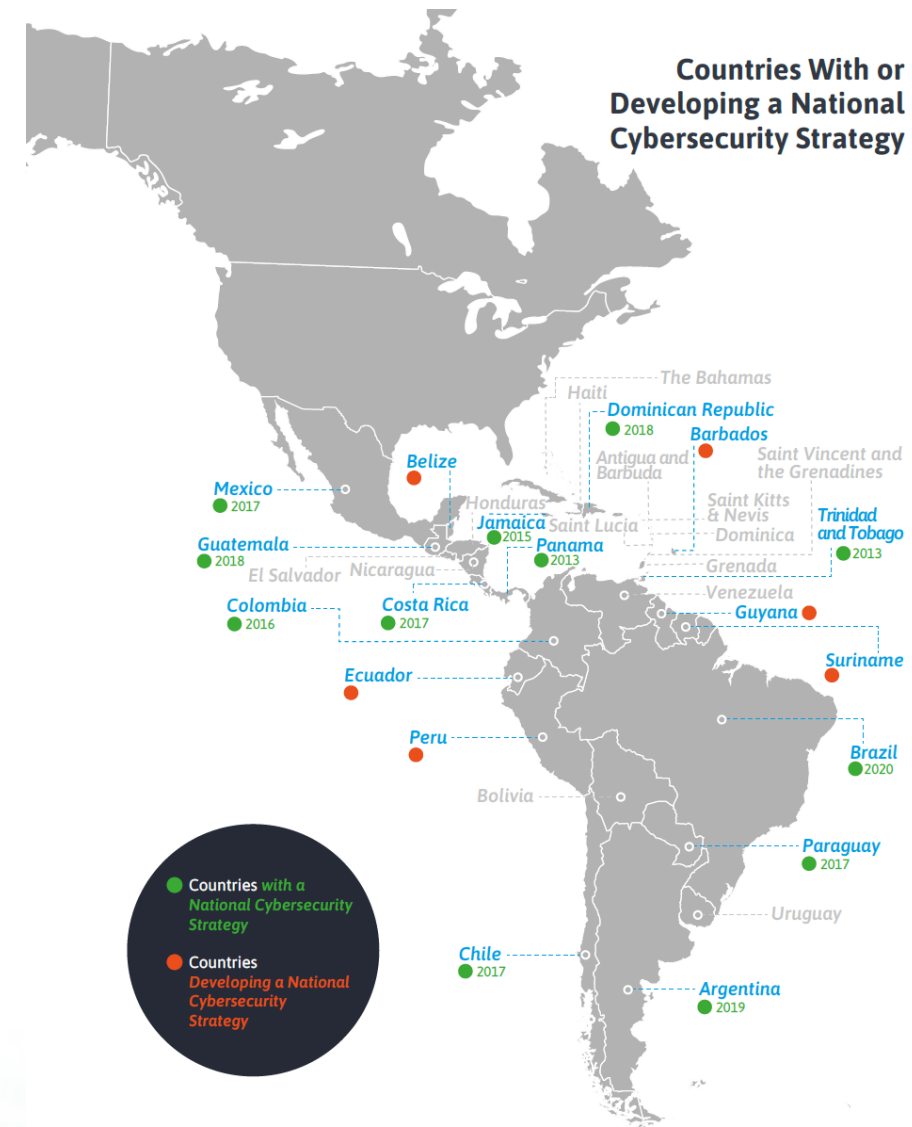 Countries With or
Developing a National
Cybersecurity Strategy
The Bahamas
Haiti
Dominican Republic
2018
Barbados
Belize
Antigua and
Barbuda
Saint Vincent and
the Grenadines
Mexico
2017
Honduras
Jamaica
2015
Saint Lucia
Saint Kitts
& Nevis
Dominica
Trinidad
and Tobago
2013
Guatemala
2018
Panama
2013
El Salvador
Nicaragua
Grenada
Venezuela
Colombia
2016
Costa Rica
2017
Guyana
Suriname
Ecuador
Peru
Brazil
2020
Bolivia
Paraguay
2017
Uruguay
Countries with a
National Cybersecurity
Strategy
Countries
Developing a National
Cybersecurity
Strategy
Chile
2017
Argentina
2019